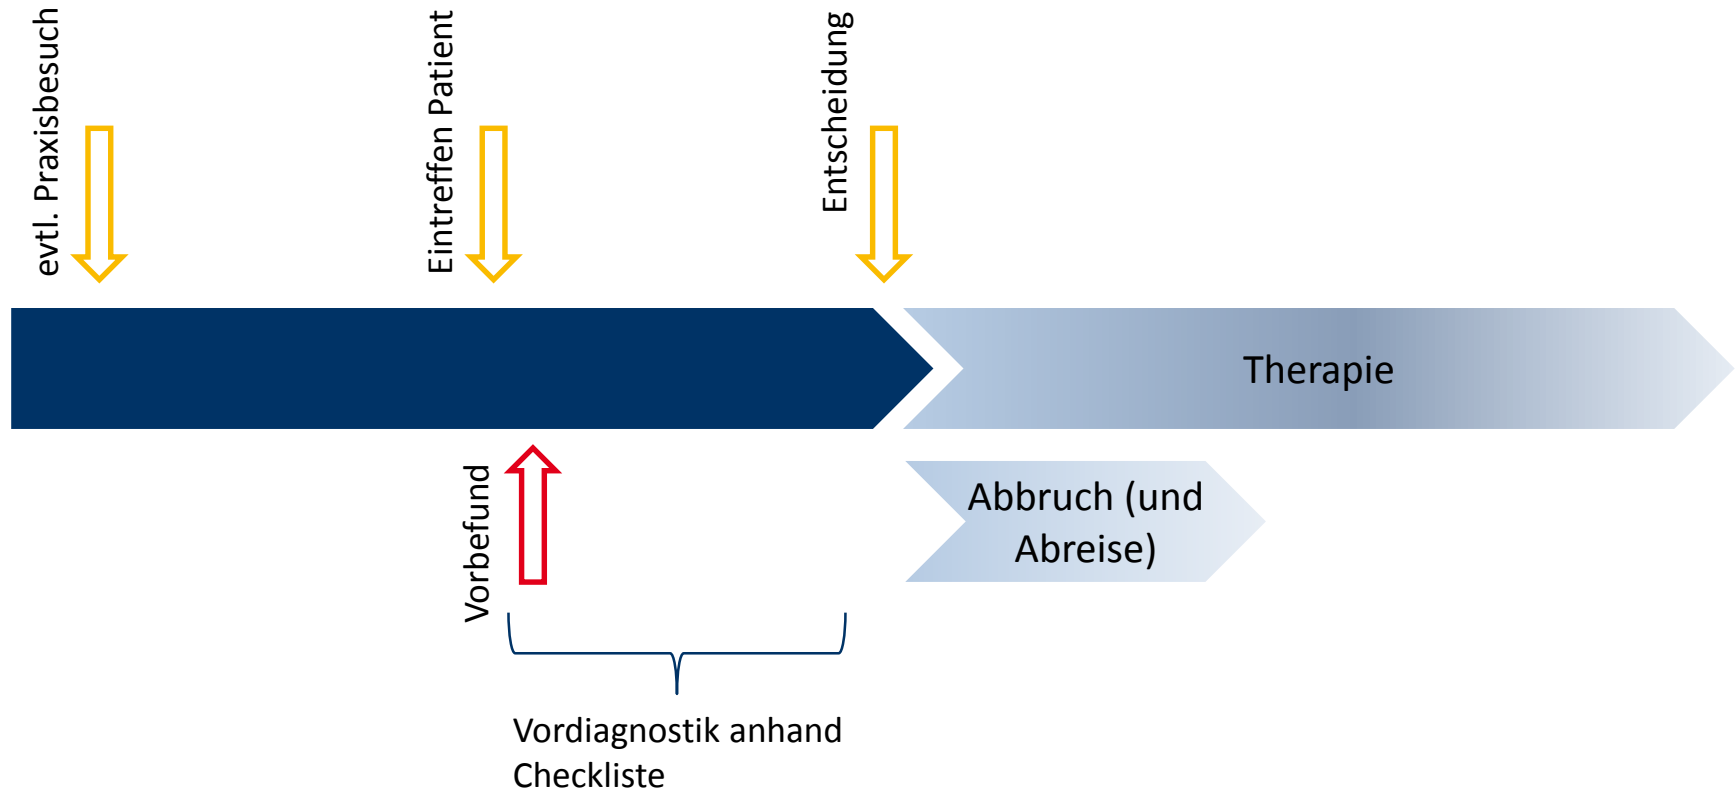 evtl. Praxisbesuch
Eintreffen Patient
Entscheidung
Therapie
Abbruch (und
Abreise)
Vorbefund
Vordiagnostik anhand
Checkliste